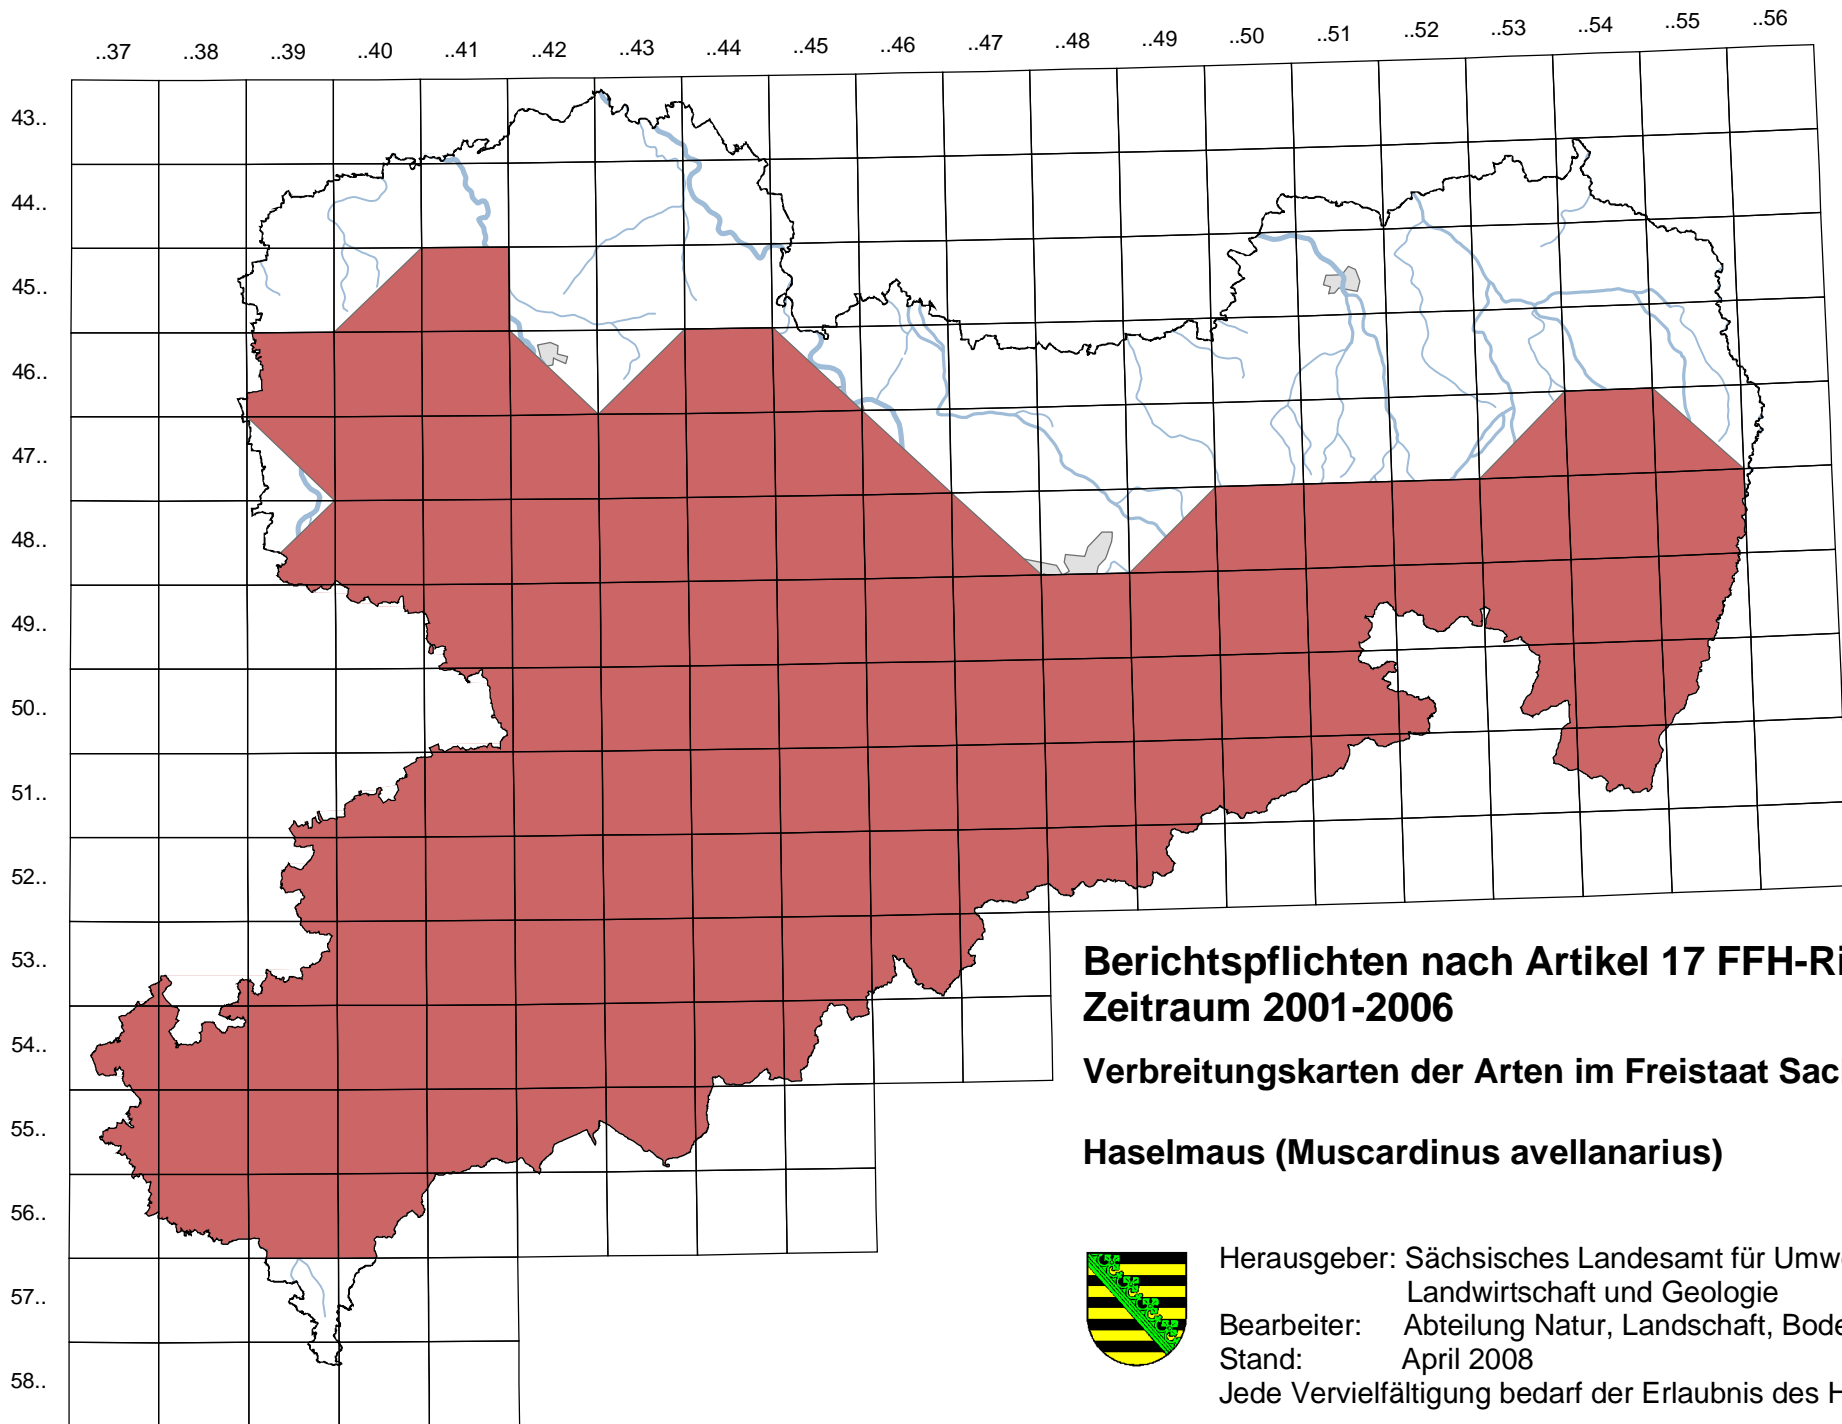 ..37 ..38 ..39 ..40 ..41 ..42 ..43 ..44 ..45 ..46 ..47 ..48 ..49 ..50 ..51 ..52 ..53 ..54 ..55 ..56
43..
44..
45..
46..
47..
48..
49..
50..
51..
52..
53..
54..
55..
56..
57..
58..
Berichtspflichten nach Artikel 17 FFH-Ri
Zeitraum 2001-2006
Verbreitungskarten der Arten im Freistaat Sac
Haselmaus (Muscardinus avellanarius)
Herausgeber: Sächsisches Landesamt für Umwe
Landwirtschaft und Geologie
Bearbeiter: Abteilung Natur, Landschaft, Bode
Stand: April 2008
Jede Vervielfältigung bedarf der Erlaubnis des H